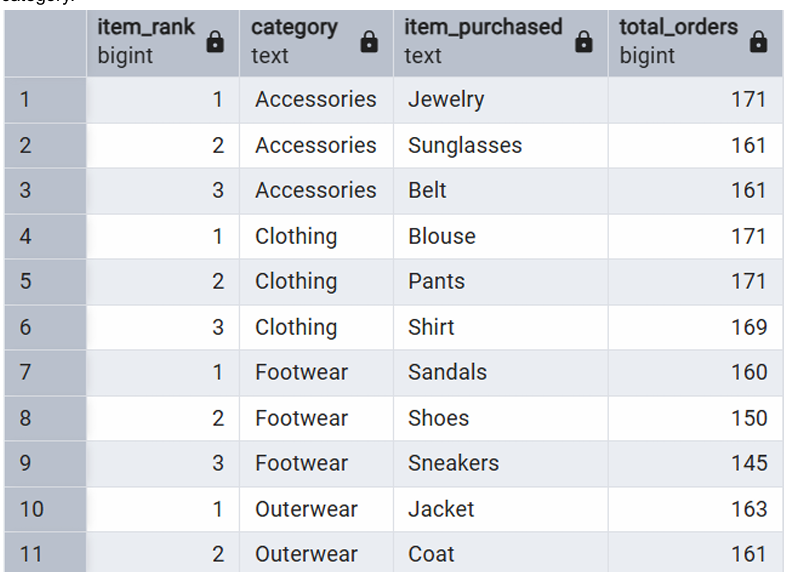 category.
item_rank category item_purchased total_orders
bigint text text bigint
1 1 Accessories Jewelry 171
2 2 Accessories Sunglasses 161
3 3 Accessories Belt 161
4 1 Clothing Blouse 171
5 2 Clothing Pants 171
6 3 Clothing Shirt 169
7 1 Footwear Sandals 160
8 2 Footwear Shoes 150
9 3 Footwear Sneakers 145
10 1 Outerwear Jacket 163
11 2 Outerwear Coat 161